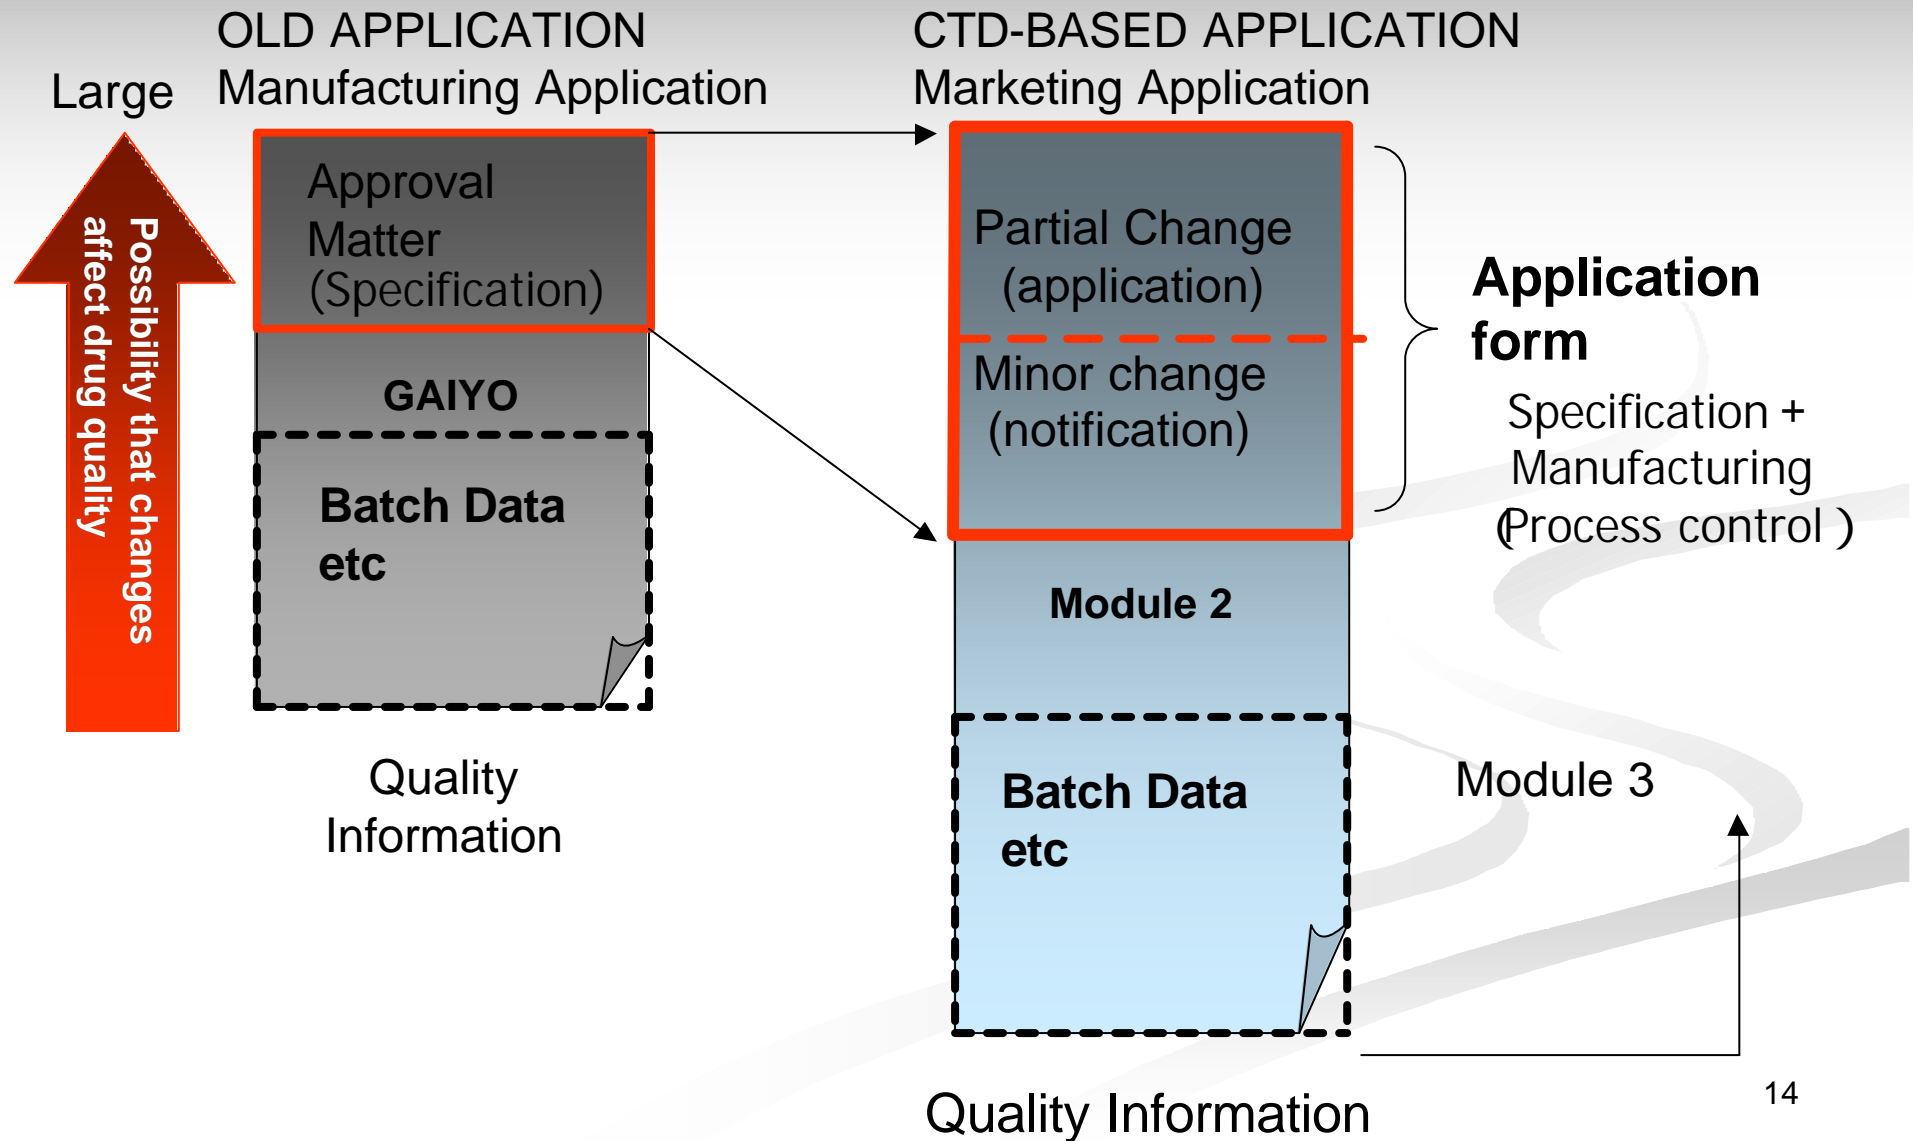 OLD APPLICATION
Manufacturing Application
CTD-BASED APPLICATION
Marketing Application
Large
Possibility that changes
affect drug quality
Approval
Matter
(Specification)
GAIYO
Batch Data
etc
Quality
Information
Partial Change
(application)
Minor change
(notification)
Module 2
Batch Data
etc
Quality Information
Application
form
Specification +
Manufacturing
(Process control )
Module 3
14